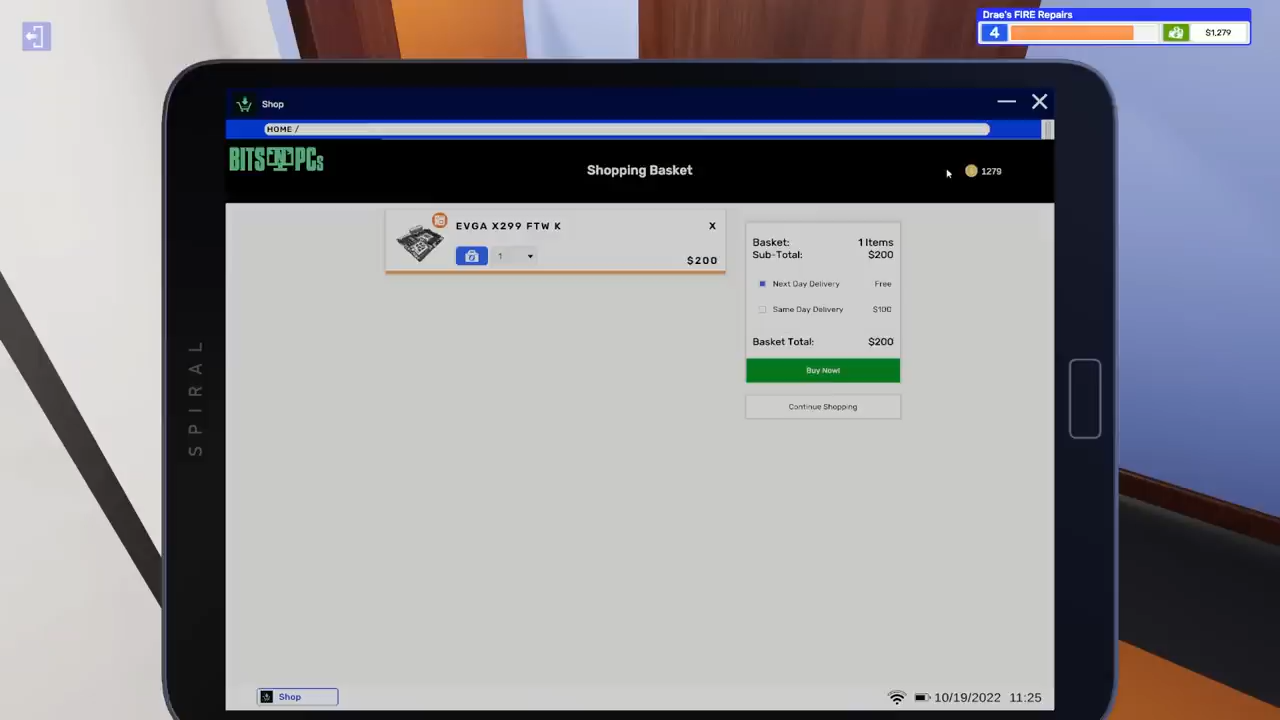 Drae's FIRE Repairs
4
$1,279
Shop
HOME /
BITS N PCs
Shopping Basket
1279
EVGA X299 FTW K
X
1
$200
Basket: 1 Items
Sub-Total: $200
Next Day Delivery Free
Same Day Delivery $100
Basket Total: $200
Buy Now!
Continue Shopping
SPIRAL
Shop
10/19/2022 11:25